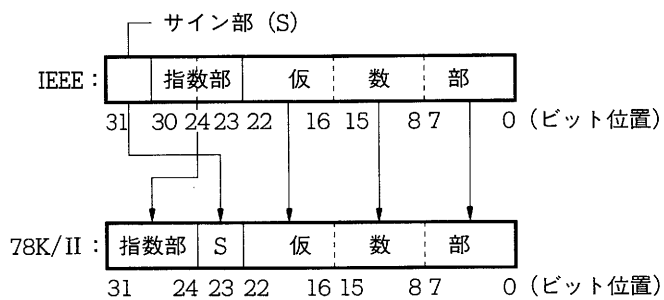 サイン部 (S)
IEEE : 指数部 仮 数 部
31 30 24 23 22 16 15 8 7 0 (ビット位置)
78K/II : 指数部 S 仮 数 部
31 24 23 22 16 15 8 7 0 (ビット位置)